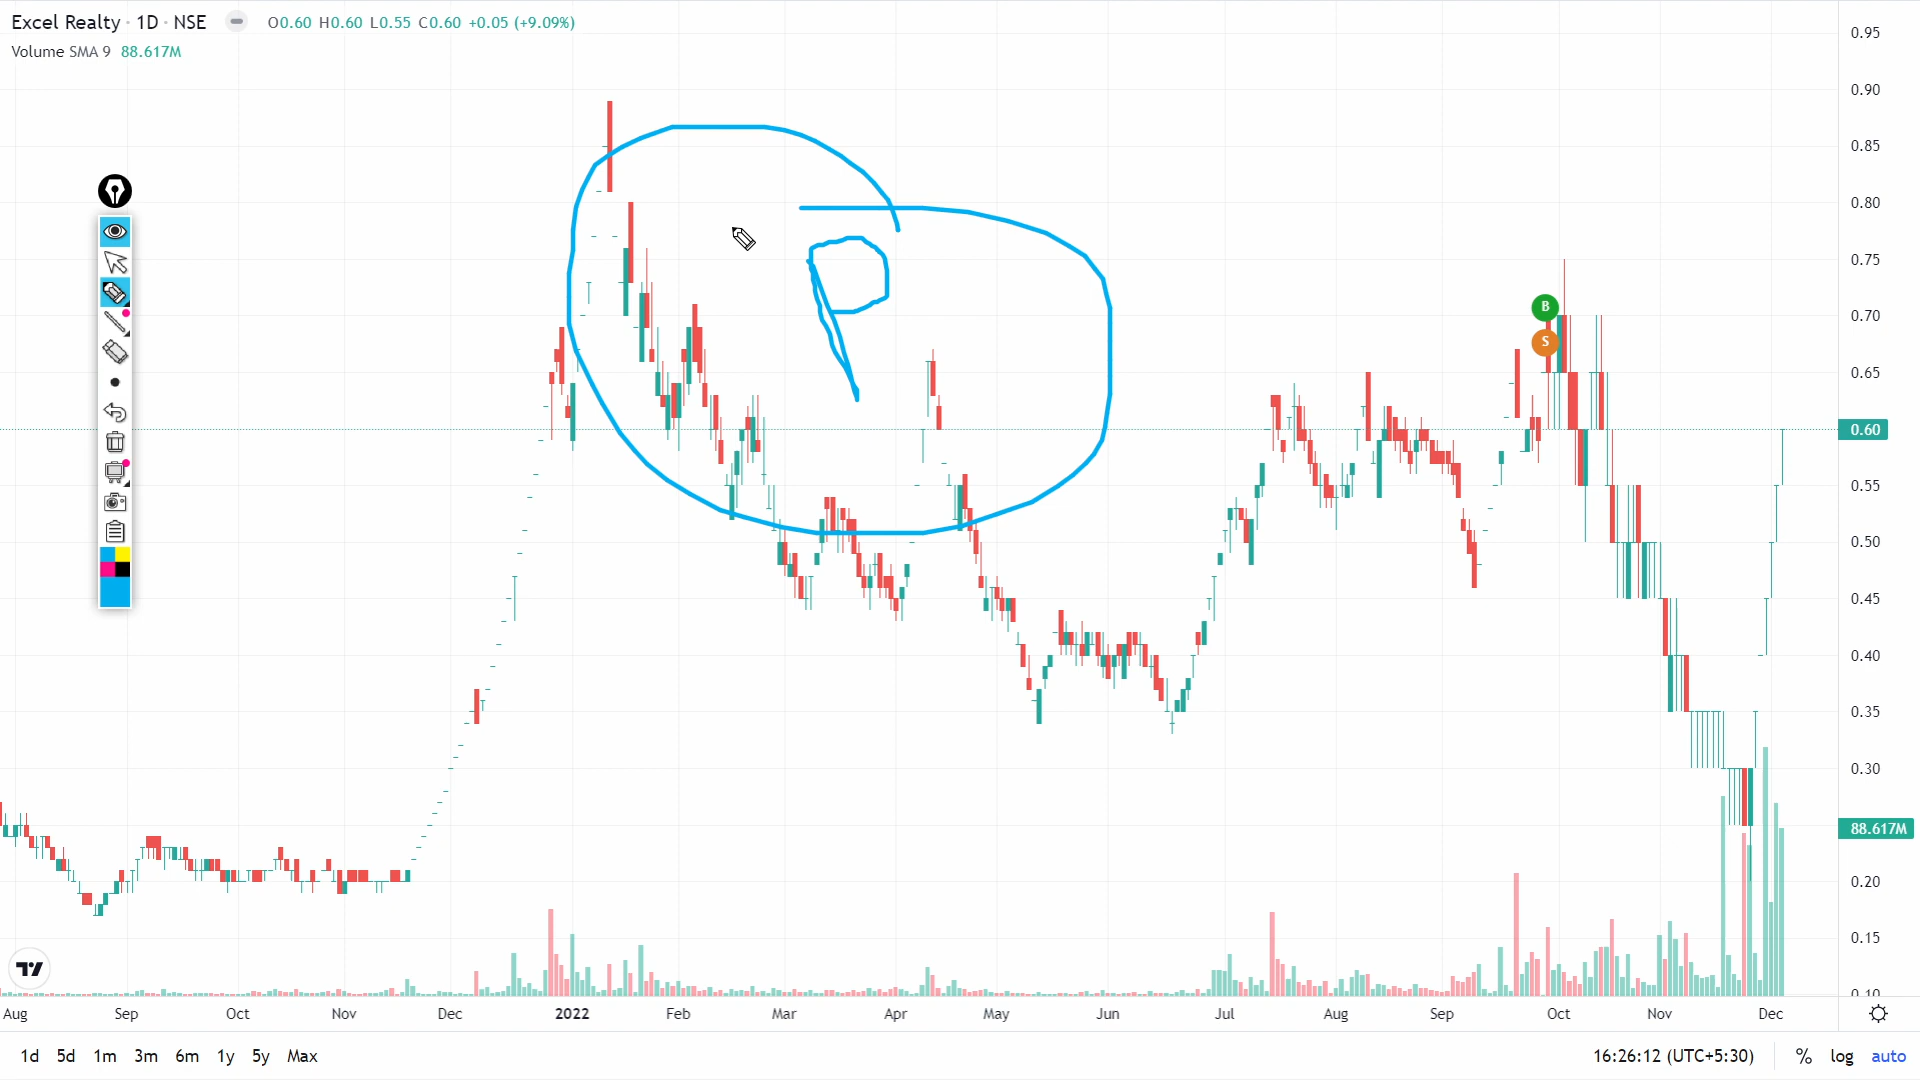 Excel Realty · 1D · NSE O0.60 H0.60 L0.55 C0.60 +0.05 (+9.09%)
Volume SMA 9 88.617M
0.95
0.90
0.85
0.80
0.75
B
0.70
S
0.65
0.60
0.55
0.50
0.45
0.40
0.35
0.30
88.617M
0.20
0.15
0.10
Aug Sep Oct Nov Dec 2022 Feb Mar Apr May Jun Jul Aug Sep Oct Nov Dec
1d 5d 1m 3m 6m 1y 5y Max 16:26:12 (UTC+5:30) % log auto